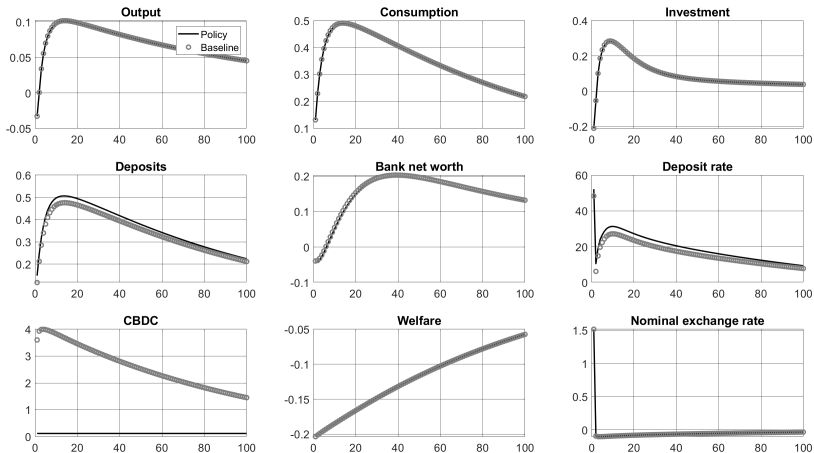 Output
Consumption
Investment
0.1
0.05
0
-0.05
Policy
Baseline
0 20 40 60 80 100
0.5
0.4
0.3
0.2
0.1
0 20 40 60 80 100
0.4
0.2
0
-0.2
0 20 40 60 80 100
Deposits
Bank net worth
Deposit rate
0.6
0.5
0.4
0.3
0.2
0 20 40 60 80 100
0.2
0.1
0
-0.1
0 20 40 60 80 100
60
40
20
0
0 20 40 60 80 100
CBDC
Welfare
Nominal exchange rate
4
3
2
1
0
0 20 40 60 80 100
-0.05
-0.1
-0.15
-0.2
0 20 40 60 80 100
1.5
1
0.5
0
0 20 40 60 80 100